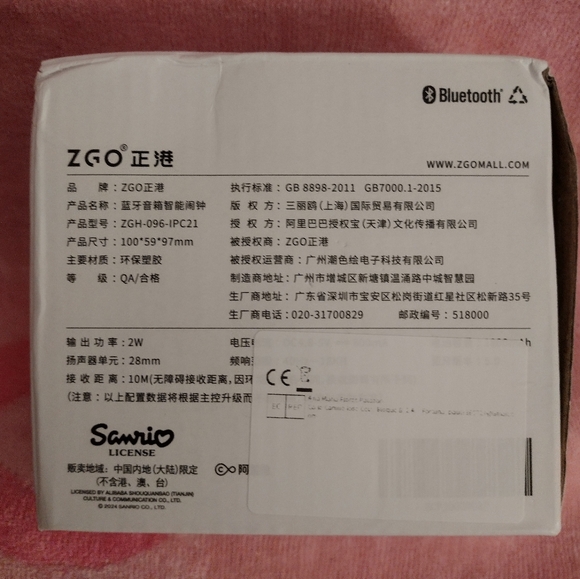 Bluetooth®
ZGO®正港
WWW.ZGOMALL.COM
品 牌：ZGO正港
产品名称：蓝牙音箱智能闹钟
产品型号：ZGH-096-IPC21
产品尺寸：100*59*97mm
主要材质：环保塑胶
等 级：QA/合格
执行标准：GB 8898-2011 GB7000.1-2015
版 权 方：三丽鸥(上海)国际贸易有限公司
授 权 方：阿里巴巴授权宝(天津)文化传播有限公司
被授权商：ZGO正港
被授权运营商：广州潮色绘电子科技有限公司
制造商地址：广州市增城区新塘镇温涌路中城智慧园
生厂商地址：广东省深圳市宝安区松岗街道红星社区松新路35号
生厂商电话：020-31700829 邮政编号：518000
输出功率：2W
扬声器单元：28mm
接收距离：10M(无障碍接收距离,因环
(注意：以上配置数据将根据主控升级而
电压
频响
CE
Sanrio
LICENSE
贩卖地域：中国内地(大陆)限定
(不含港、澳、台)
LICENSED BY ALIBABA SHOUQUANBAO (TIANJIN)
CULTURE & COMMUNICATION CO., LTD.
© 2024 SANRIO CO., LTD.
阿